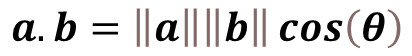 a.b = ||a|| ||b|| cos(θ)